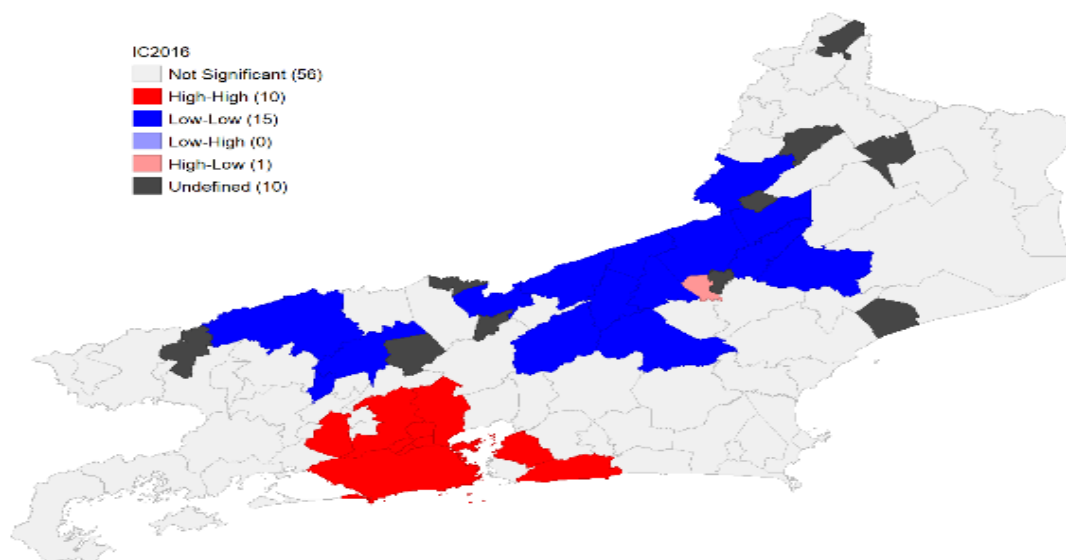 IC2016
Not Significant (56)
High-High (10)
Low-Low (15)
Low-High (0)
High-Low (1)
Undefined (10)